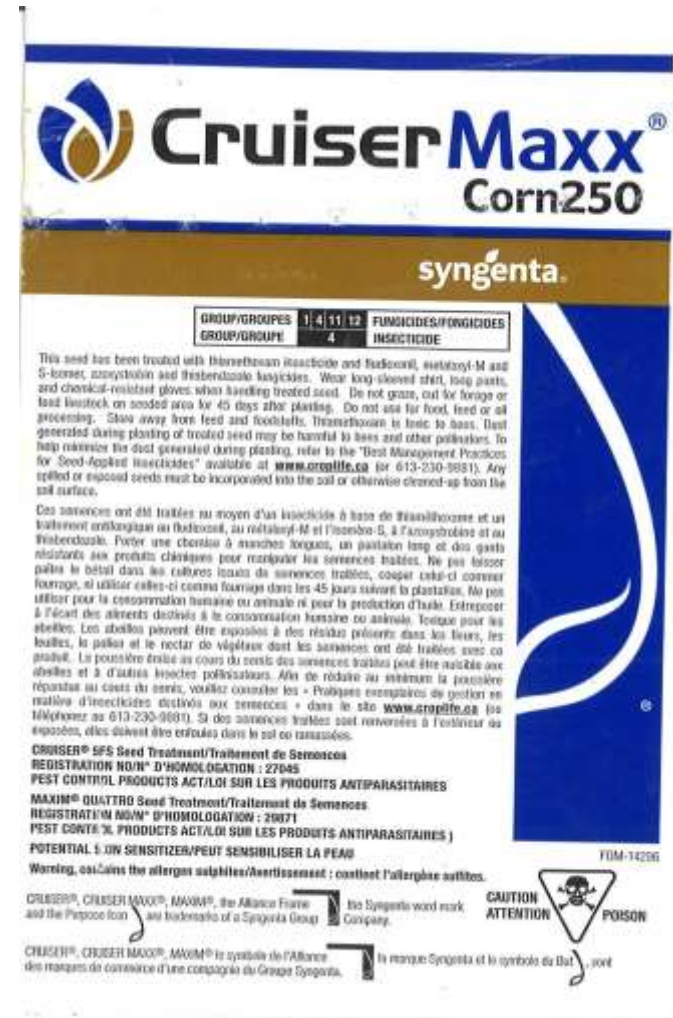 CruiserMaxx®
Corn250
syngenta.
GROUP/GROUPES 1 4 11 12 FUNGICIDES/FONGICIDES
GROUP/GROUPE 4 INSECTICIDE
This seed has been treated with thiamethoxam insecticide and fludioxonil, metalaxyl-M and
S-isomer, azoxystrobin and thiabendazole fungicides. Wear long-sleeved shirt, long pants,
and chemical-resistant gloves when handling treated seed. Do not graze, cut for forage or
feed livestock on seeded area for 45 days after planting. Do not use for food, feed or oil
processing. Store away from feed and foodstuffs. Thiamethoxam is toxic to bees. Dust
generated during planting of treated seed may be harmful to bees and other pollinators. To
help minimize the dust generated during planting, refer to the "Best Management Practices
for Seed-Applied Insecticides" available at www.croplife.ca (or 613-230-9881). Any
spilled or exposed seeds must be incorporated into the soil or otherwise cleaned-up from the
soil surface.
Ces semences ont été traitées au moyen d'un insecticide à base de thiaméthoxame et un
traitement antifongique au fludioxonil, au métalaxyl-M et l'isomère-S, à l'azoxystrobine et au
thiabendazole. Porter une chemise à manches longues, un pantalon long et des gants
résistants aux produits chimiques pour manipuler les semences traitées. Ne pas laisser
paître le bétail dans les cultures issues de semences traitées, couper celui-ci comme
fourrage, ni utiliser celles-ci comme fourrage dans les 45 jours suivant la plantation. Ne pas
utiliser pour la consommation humaine ou animale ni pour la production d'huile. Entreposer
à l'écart des aliments destinés à la consommation humaine ou animale. Toxique pour les
abeilles. Les abeilles peuvent être exposées à des résidus présents dans les fleurs, les
feuilles, le pollen et le nectar de végétaux dont les semences ont été traitées avec ce
produit. La poussière émise au cours du semis des semences traitées peut être nuisible aux
abeilles et à d'autres insectes pollinisateurs. Afin de réduire au minimum la poussière
répandue au cours du semis, veuillez consulter les « Pratiques exemplaires de gestion en
matière d'insecticides destinés aux semences » dans le site www.croplife.ca (ou
téléphonez au 613-230-9881). Si des semences traitées sont renversées à l'extérieur ou
exposées, elles doivent être enfouies dans le sol ou ramassées.
CRUISER® 5FS Seed Treatment/Traitement de Semences
REGISTRATION NO/N° D'HOMOLOGATION : 27045
PEST CONTROL PRODUCTS ACT/LOI SUR LES PRODUITS ANTIPARASITAIRES
MAXIM® QUATTRO Seed Treatment/Traitement de Semences
REGISTRATION NO/N° D'HOMOLOGATION : 29871
PEST CONTROL PRODUCTS ACT/LOI SUR LES PRODUITS ANTIPARASITAIRES )
POTENTIAL SKIN SENSITIZER/PEUT SENSIBILISER LA PEAU
FGM-14296
Warning, contains the allergen sulphites/Avertissement : contient l'allergène sulfites.
CRUISER®, CRUISER MAXX®, MAXIM®, the Alliance Frame the Syngenta word mark
and the Purpose Icon are trademarks of a Syngenta Group Company.
CAUTION
ATTENTION
POISON
CRUISER®, CRUISER MAXX®, MAXIM® le symbole de l'Alliance la marque Syngenta et le symbole du But , sont
des marques de commerce d'une compagnie du Groupe Syngenta.
®